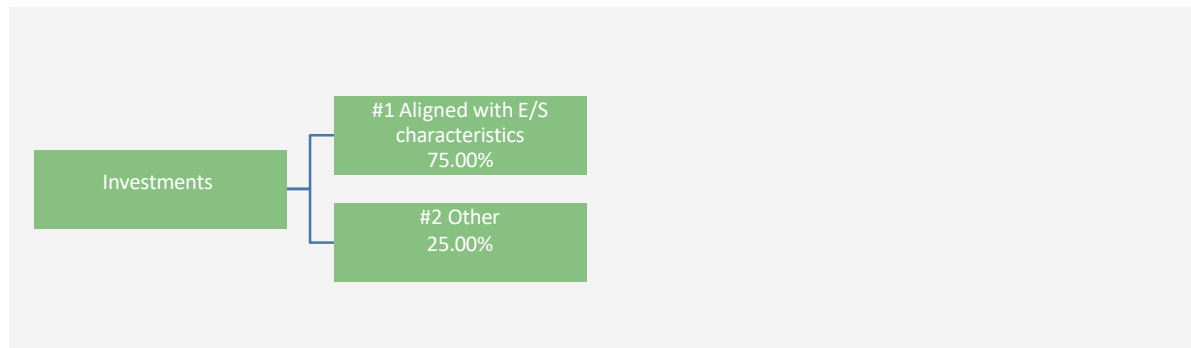 Investments
#1 Aligned with E/S
characteristics
75.00%
#2 Other
25.00%